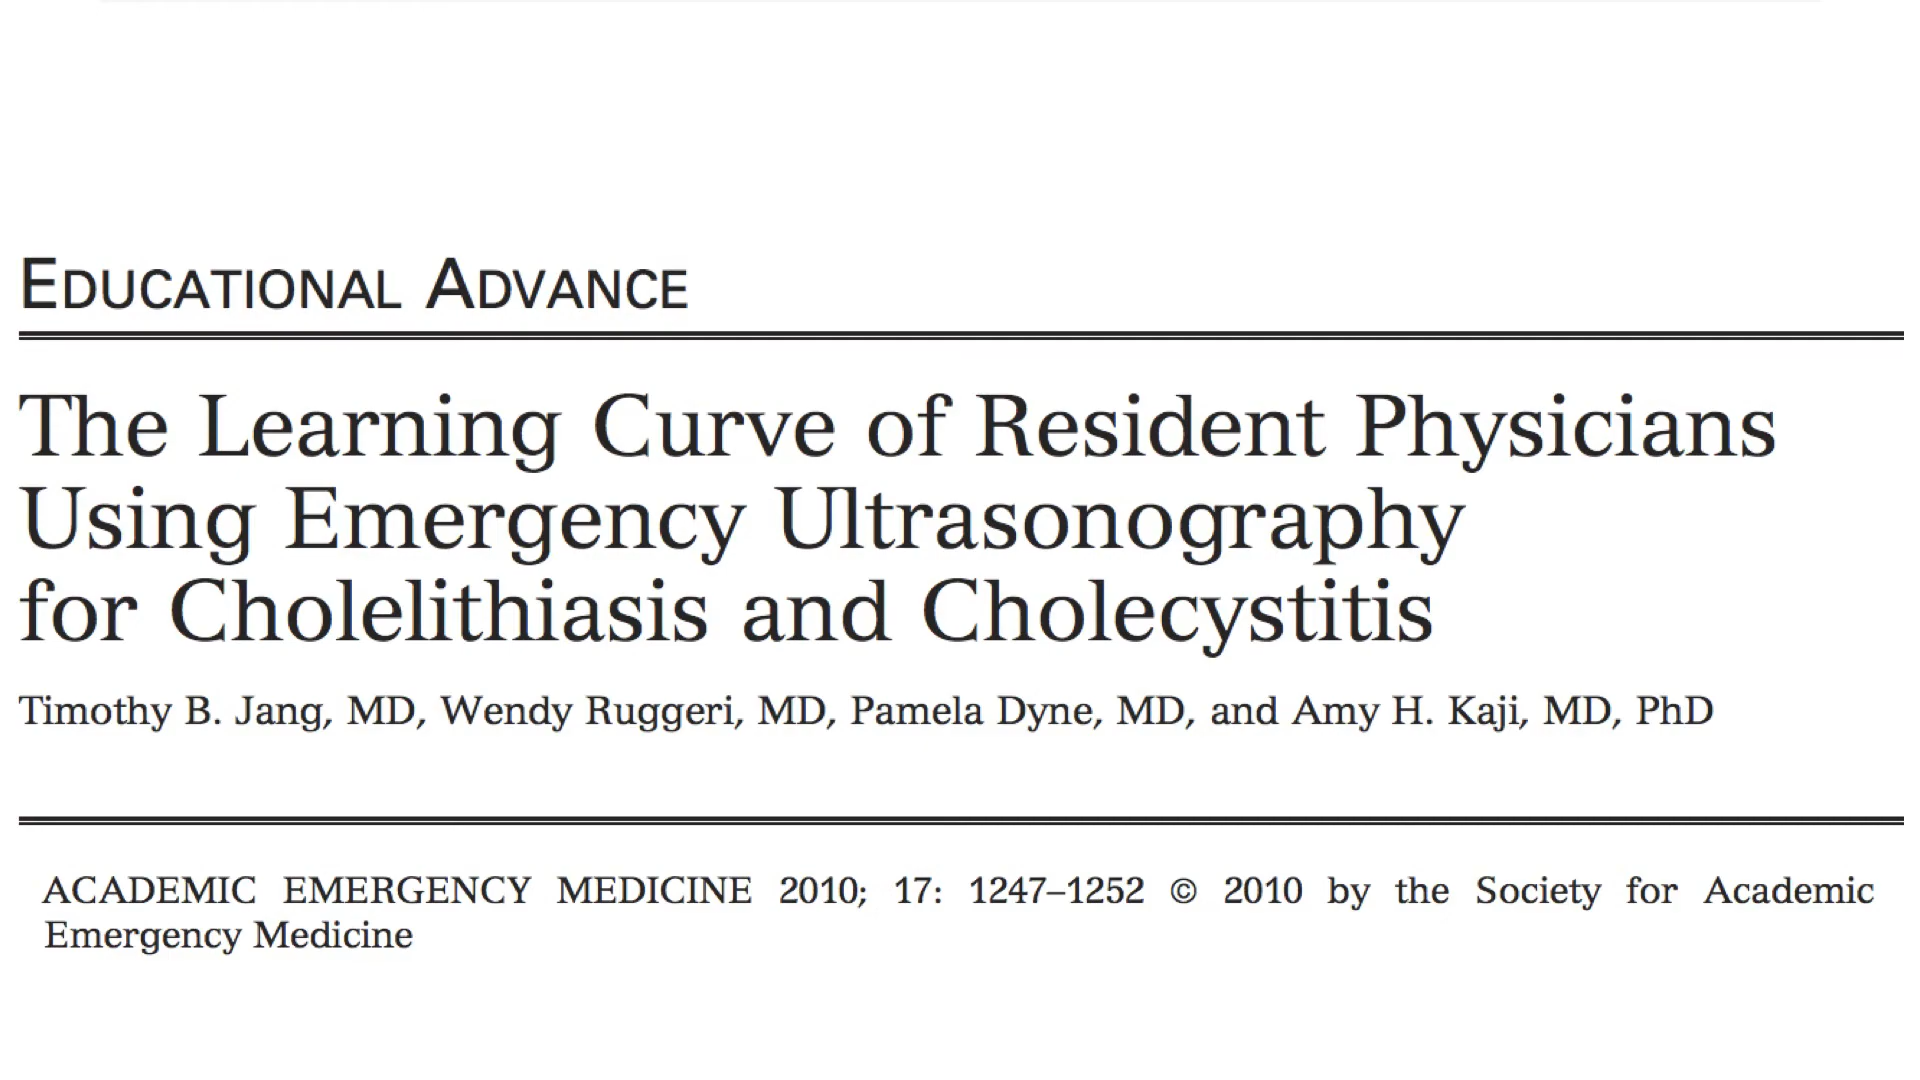 EDUCATIONAL ADVANCE
The Learning Curve of Resident Physicians
Using Emergency Ultrasonography
for Cholelithiasis and Cholecystitis
Timothy B. Jang, MD, Wendy Ruggeri, MD, Pamela Dyne, MD, and Amy H. Kaji, MD, PhD
ACADEMIC EMERGENCY MEDICINE 2010; 17: 1247–1252 © 2010 by the Society for Academic
Emergency Medicine